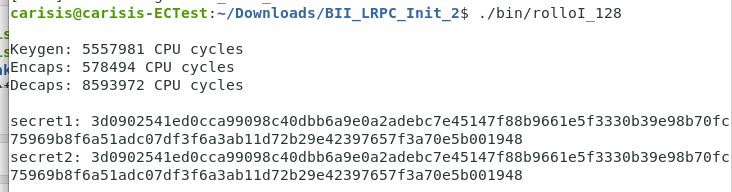 carisis@carisis-ECTest:~/Downloads/BII_LRPC_Init_2$ ./bin/rolloI_128
Keygen: 5557981 CPU cycles
Encaps: 578494 CPU cycles
Decaps: 8593972 CPU cycles
secret1: 3d0902541ed0cca99098c40dbb6a9e0a2adebc7e45147f88b9661e5f3330b39e98b70fc
75969b8f6a51adc07df3f6a3ab11d72b29e42397657f3a70e5b001948
secret2: 3d0902541ed0cca99098c40dbb6a9e0a2adebc7e45147f88b9661e5f3330b39e98b70fc
75969b8f6a51adc07df3f6a3ab11d72b29e42397657f3a70e5b001948